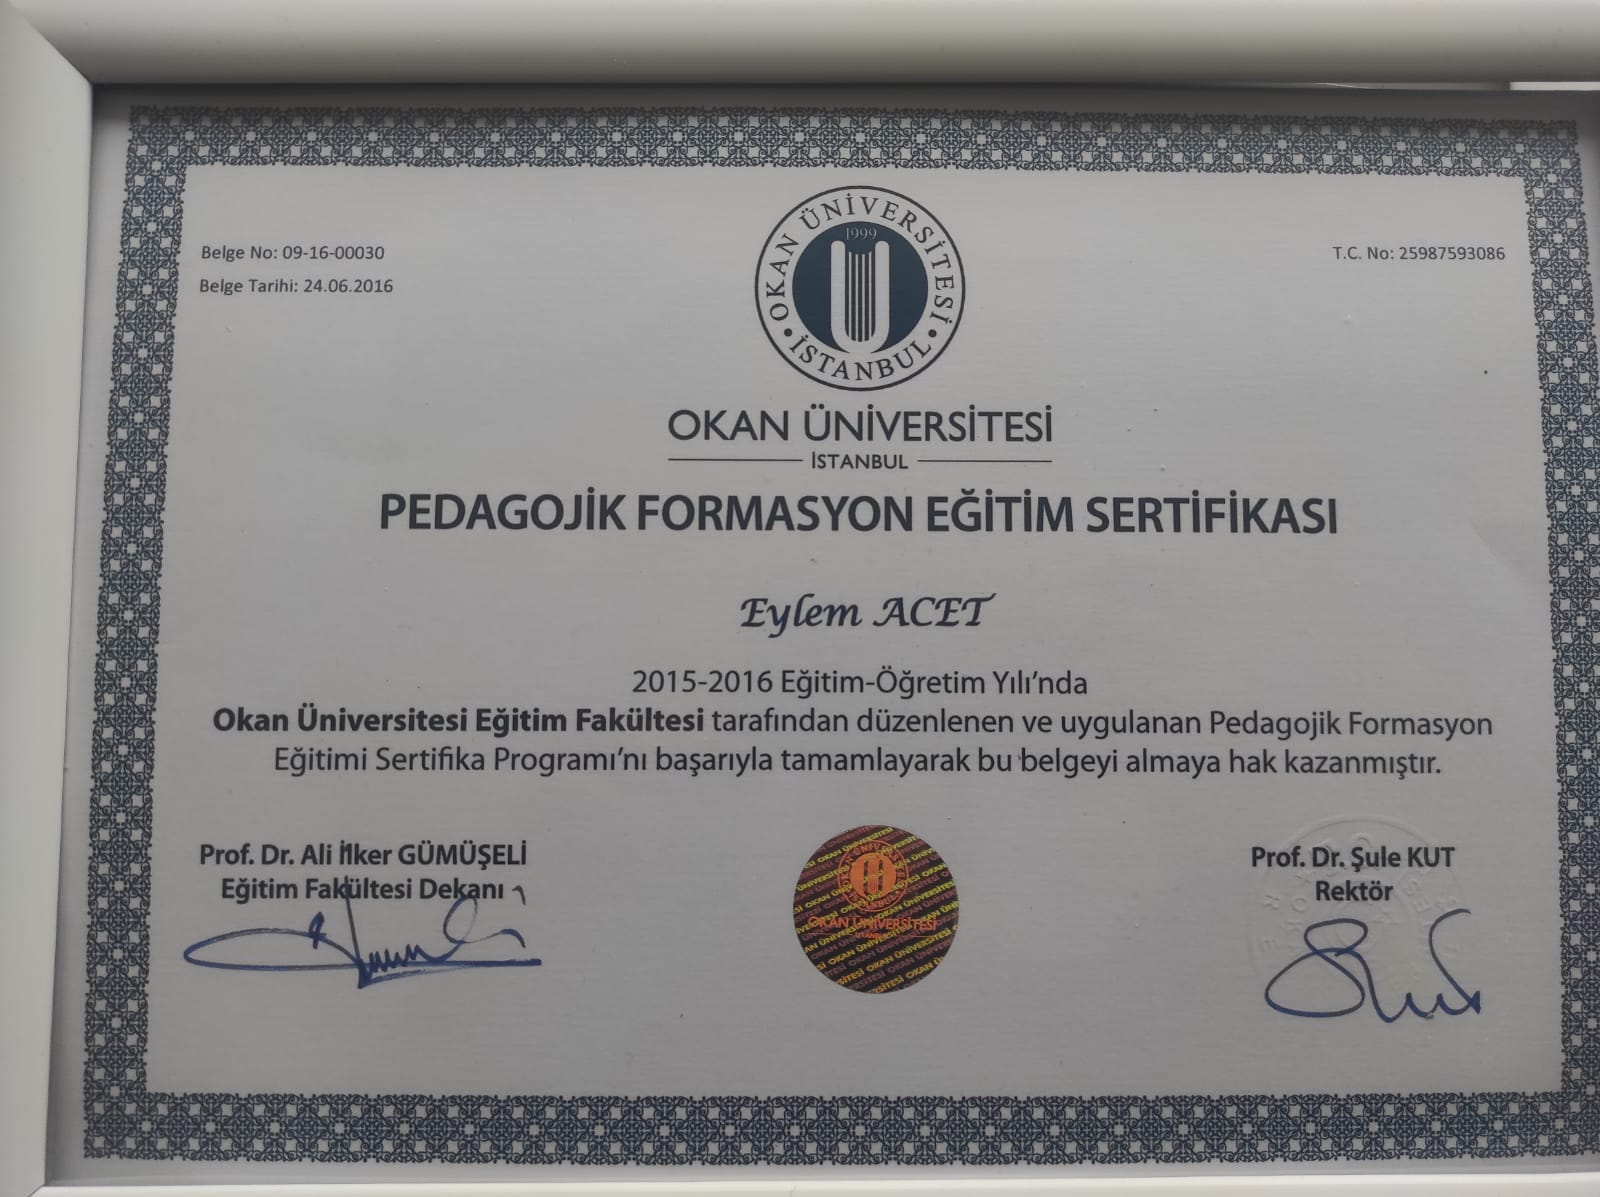 Belge No: 09-16-00030
T.C. No: 25987593086
Belge Tarihi: 24.06.2016
OKAN ÜNİVERSİTESİ • İSTANBUL •
1999
OKAN ÜNİVERSİTESİ
İSTANBUL
PEDAGOJİK FORMASYON EĞİTİM SERTİFİKASI
Eylem ACET
2015-2016 Eğitim-Öğretim Yılı'nda
Okan Üniversitesi Eğitim Fakültesi tarafından düzenlenen ve uygulanan Pedagojik Formasyon
Eğitimi Sertifika Programı'nı başarıyla tamamlayarak bu belgeyi almaya hak kazanmıştır.
Prof. Dr. Ali İlker GÜMÜŞELİ
Eğitim Fakültesi Dekanı
Prof. Dr. Şule KUT
Rektör
OKAN ÜNİVERSİTESİ
İSTANBUL